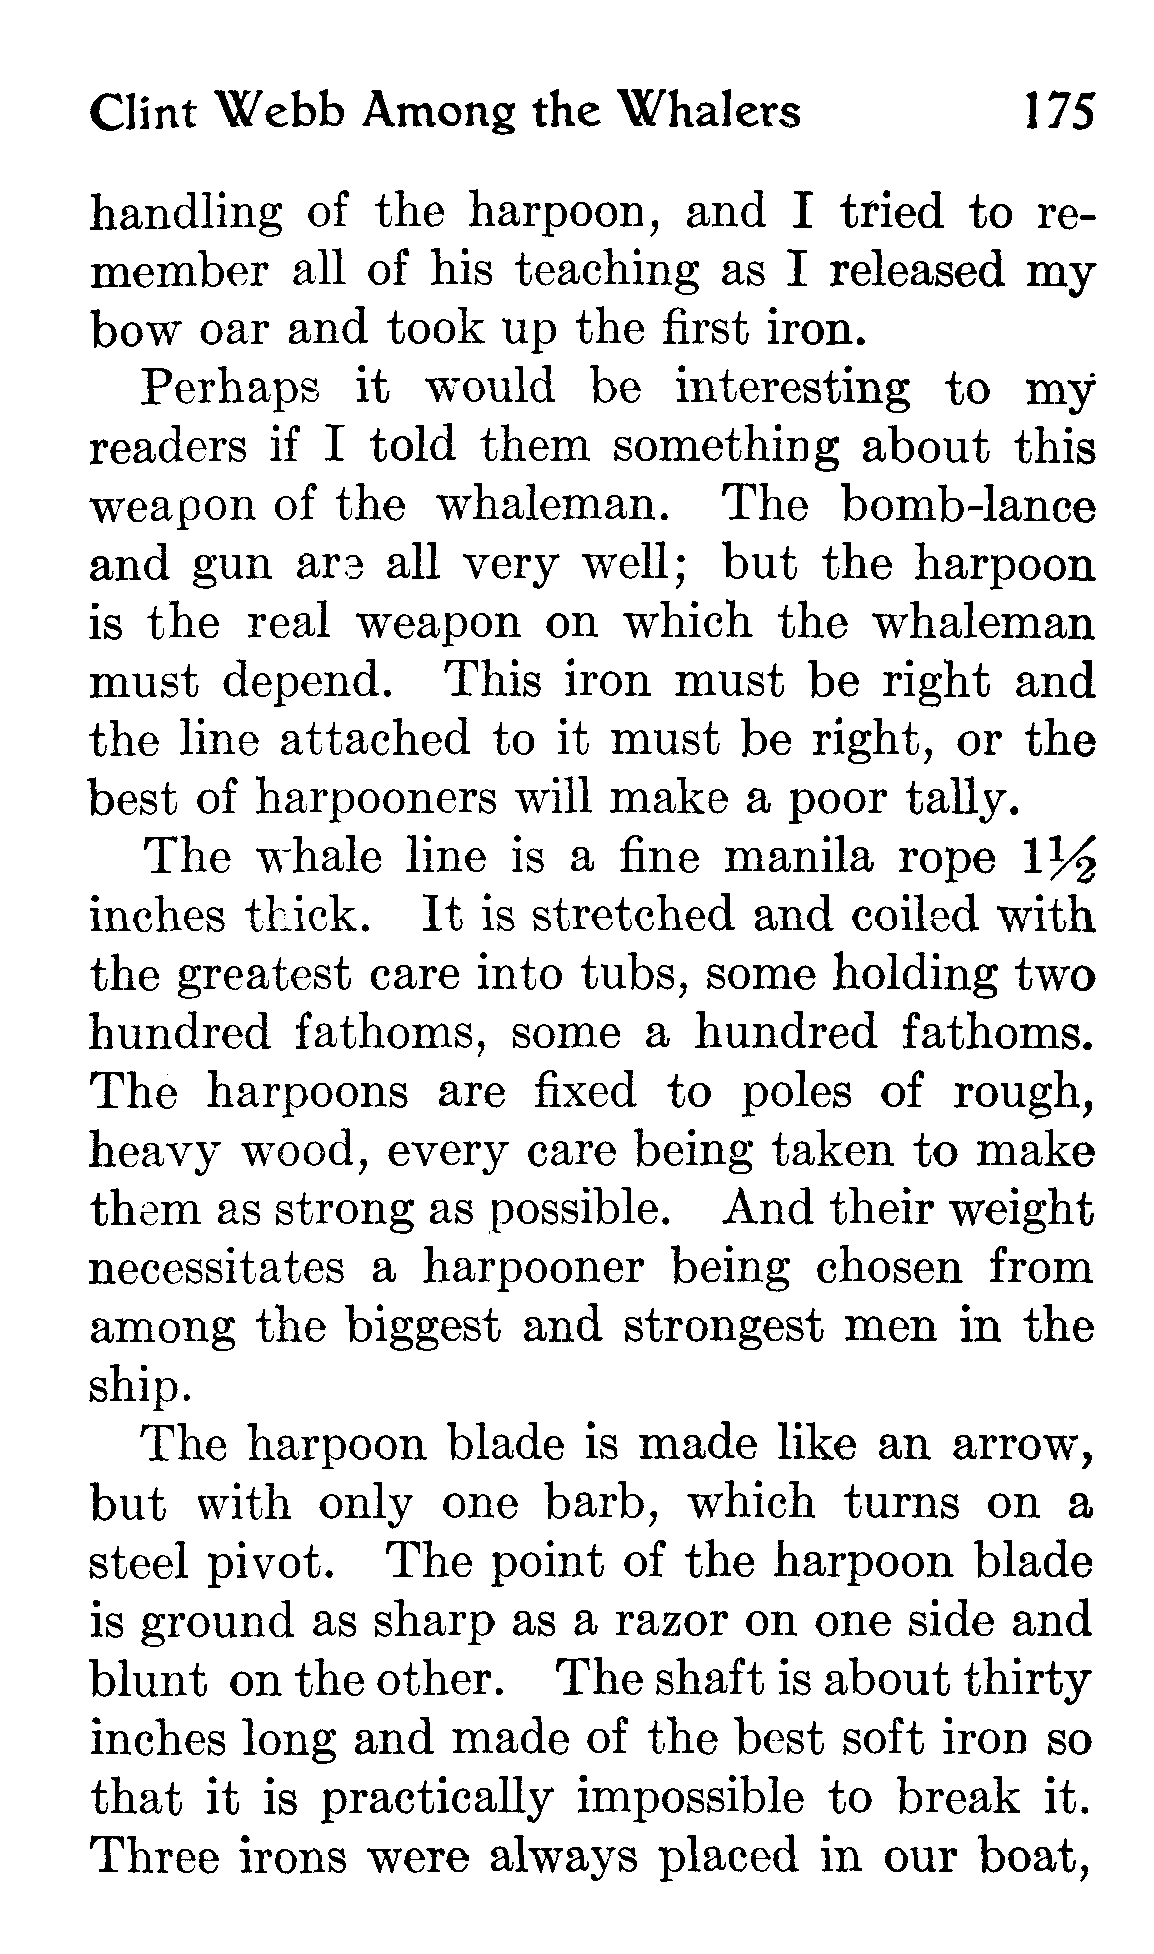 Clint Webb Among the Whalers 175
handling of the harpoon, and I tried to re-
member all of his teaching as I released my
bow oar and took up the first iron.
Perhaps it would be interesting to my
readers if I told them something about this
weapon of the whaleman. The bomb-lance
and gun are all very well; but the harpoon
is the real weapon on which the whaleman
must depend. This iron must be right and
the line attached to it must be right, or the
best of harpooners will make a poor tally.
The whale line is a fine manila rope 1½
inches thick. It is stretched and coiled with
the greatest care into tubs, some holding two
hundred fathoms, some a hundred fathoms.
The harpoons are fixed to poles of rough,
heavy wood, every care being taken to make
them as strong as possible. And their weight
necessitates a harpooner being chosen from
among the biggest and strongest men in the
ship.
The harpoon blade is made like an arrow,
but with only one barb, which turns on a
steel pivot. The point of the harpoon blade
is ground as sharp as a razor on one side and
blunt on the other. The shaft is about thirty
inches long and made of the best soft iron so
that it is practically impossible to break it.
Three irons were always placed in our boat,